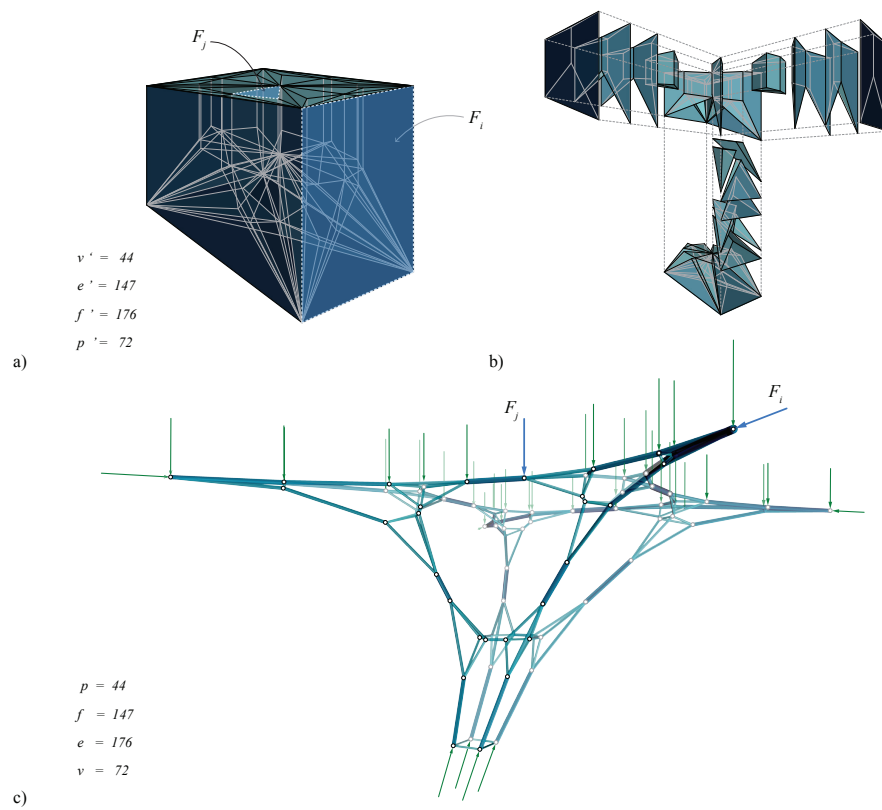 F_j
F_i
v ‘ = 44
e ’ = 147
f ’ = 176
p ’ = 72
a)
b)
F_j
F_i
p = 44
f = 147
e = 176
v = 72
c)